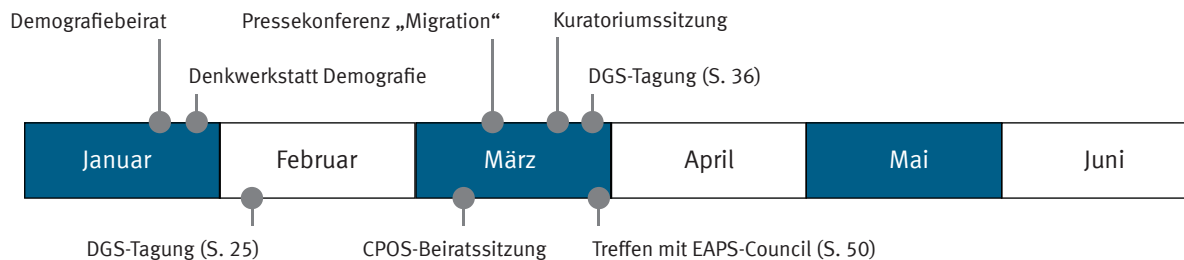 Demografiebeirat Pressekonferenz „Migration“ Kuratoriumssitzung
Denkwerkstatt Demografie DGS-Tagung (S. 36)
Januar Februar März April Mai Juni
DGS-Tagung (S. 25) CPOS-Beiratssitzung Treffen mit EAPS-Council (S. 50)